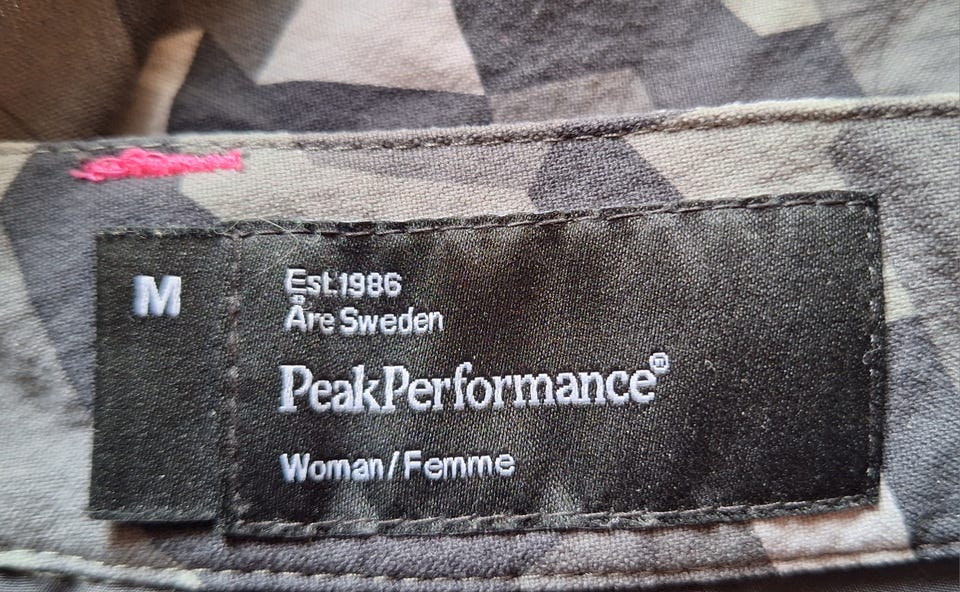 M
Est.1986
Åre Sweden
PeakPerformance®
Woman/Femme